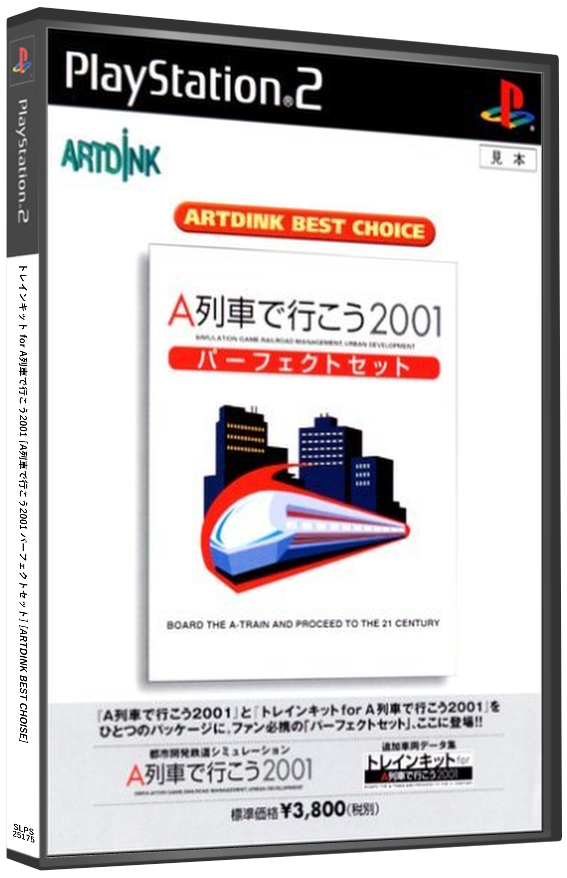 PlayStation®2
PlayStation®2
ARTDINK
見本
ARTDINK BEST CHOICE
A列車で行こう2001
SIMULATION GAME RAILROAD MANAGEMENT URBAN DEVELOPMENT
パーフェクトセット
BOARD THE A-TRAIN AND PROCEED TO THE 21 CENTURY
トレインキット for A列車で行こう2001 [A列車で行こう2001 パーフェクトセット] [ARTDINK BEST CHOISE]
SLPS
25175
『A列車で行こう2001』と『トレインキット for A列車で行こう2001』を
ひとつのパッケージに。ファン必携の「パーフェクトセット」、ここに登場!!
都市開発鉄道シミュレーション
A列車で行こう2001
SIMULATION GAME RAILROAD MANAGEMENT URBAN DEVELOPMENT
追加車両データ集
トレインキット for
A列車で行こう2001
BOARD THE A-TRAIN AND PROCEED TO THE 21 CENTURY
標準価格¥3,800(税別)